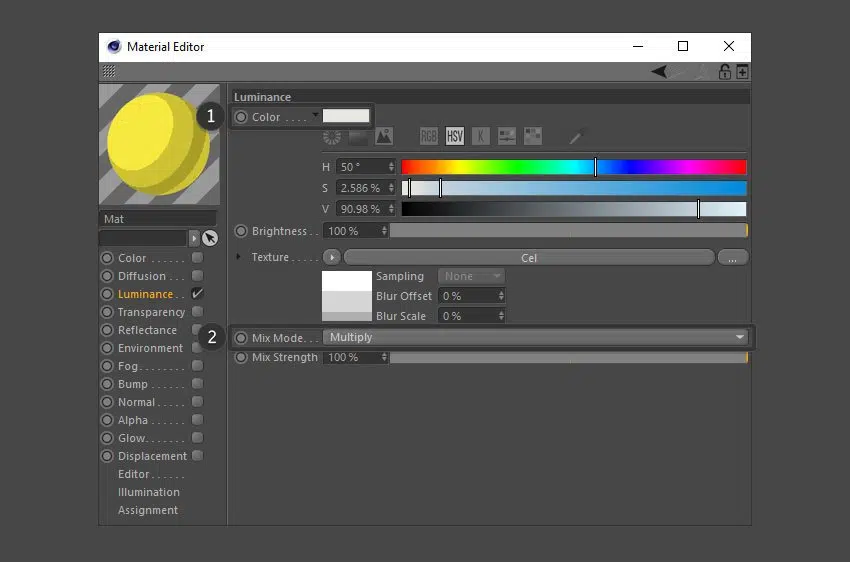 Material Editor
Luminance
1
Color . . . .
RGB HSV K
H 50 °
S 2.586 %
V 90.98 %
Mat
Brightness . . 100 %
Texture . . . . . Cel ...
Sampling None
Blur Offset 0 %
Blur Scale 0 %
2
Mix Mode. . . Multiply
Mix Strength 100 %
Color . . . . . .
Diffusion . . .
Luminance . .
Transparency
Reflectance
Environment
Fog. . . . . . . .
Bump . . . . . .
Normal . . . . .
Alpha . . . . . .
Glow. . . . . . .
Displacement
Editor . . . . . .
Illumination
Assignment